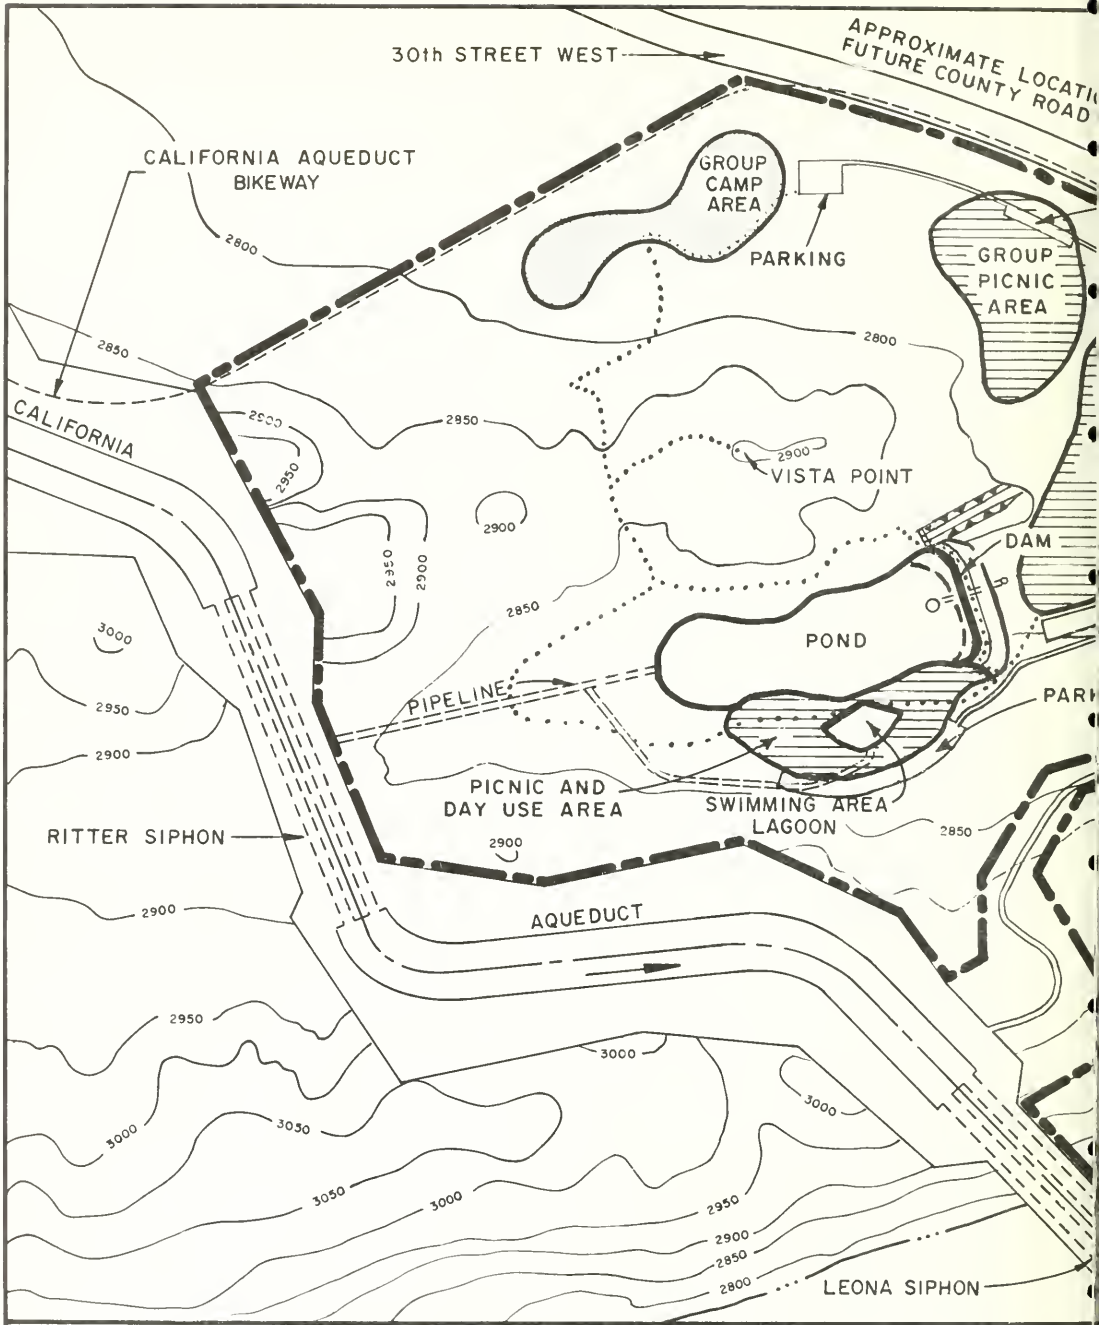 30th STREET WEST
APPROXIMATE
FUTURE COUNTY ROAD
CALIFORNIA AQUEDUCT
BIKEWAY
GROUP
CAMP
AREA
PARKING
GROUP
PICNIC
AREA
2800
2800
2850
CALIFORNIA
2900
2950
2850
2900
VISTA POINT
2900
DAM
2950
2900
2850
3000
POND
2950
PIPELINE
2900
PICNIC AND
DAY USE AREA
SWIMMING AREA
LAGOON
RITTER SIPHON
2900
2850
2900
AQUEDUCT
2950
3000
3000
3000
3050
3050
3000
2950
2900
2850
2800
LEONA SIPHON